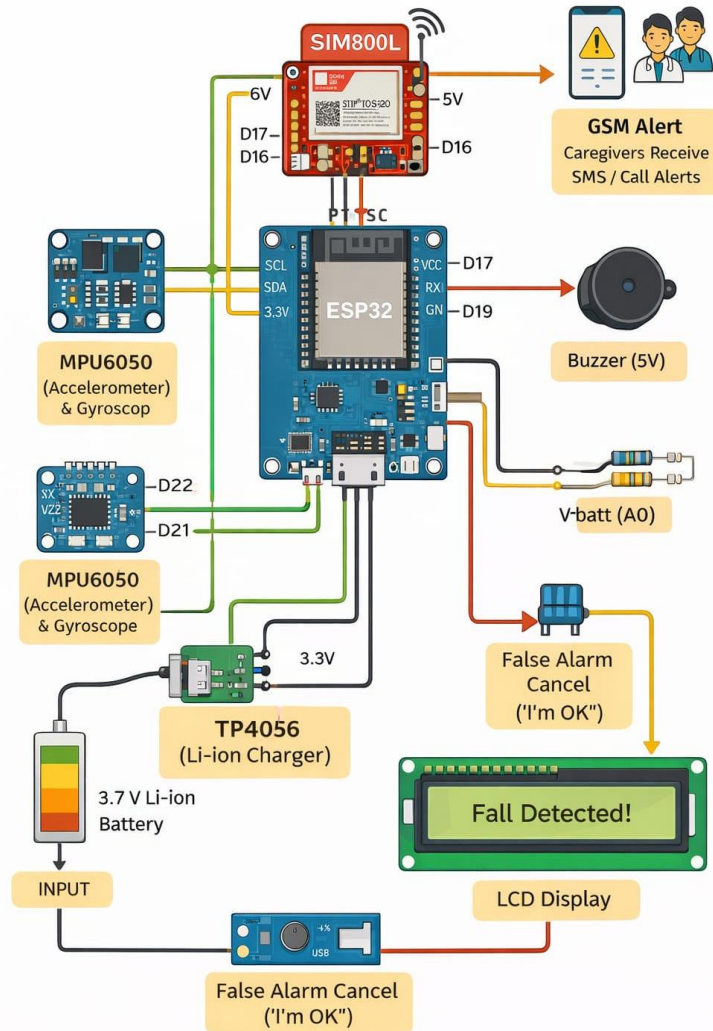 SIM800L
6V
5V
D17
D16
D16
GSM Alert
Caregivers Receive
SMS / Call Alerts
SCL
SDA
3.3V
ESP32
VCC
RX
GN
D17
D19
MPU6050
(Accelerometer)
& Gyroscop
Buzzer (5V)
D22
D21
V-batt (A0)
MPU6050
(Accelerometer)
& Gyroscope
3.3V
TP4056
(Li-ion Charger)
False Alarm
Cancel
('I'm OK")
3.7 V Li-ion
Battery
Fall Detected!
LCD Display
INPUT
USB
False Alarm Cancel
('I'm OK")